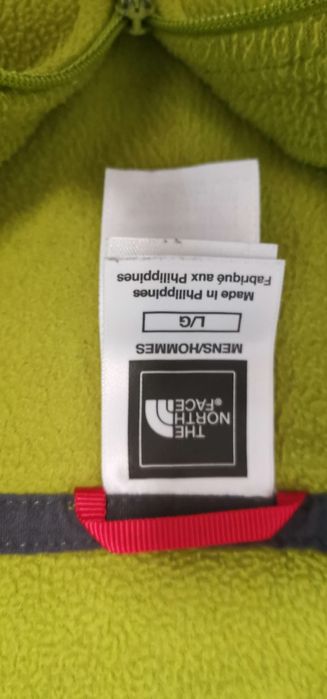 THE
NORTH
FACE®
MENS/HOMMES
L/G
Made in Philippines
Fabriqué aux Philippines